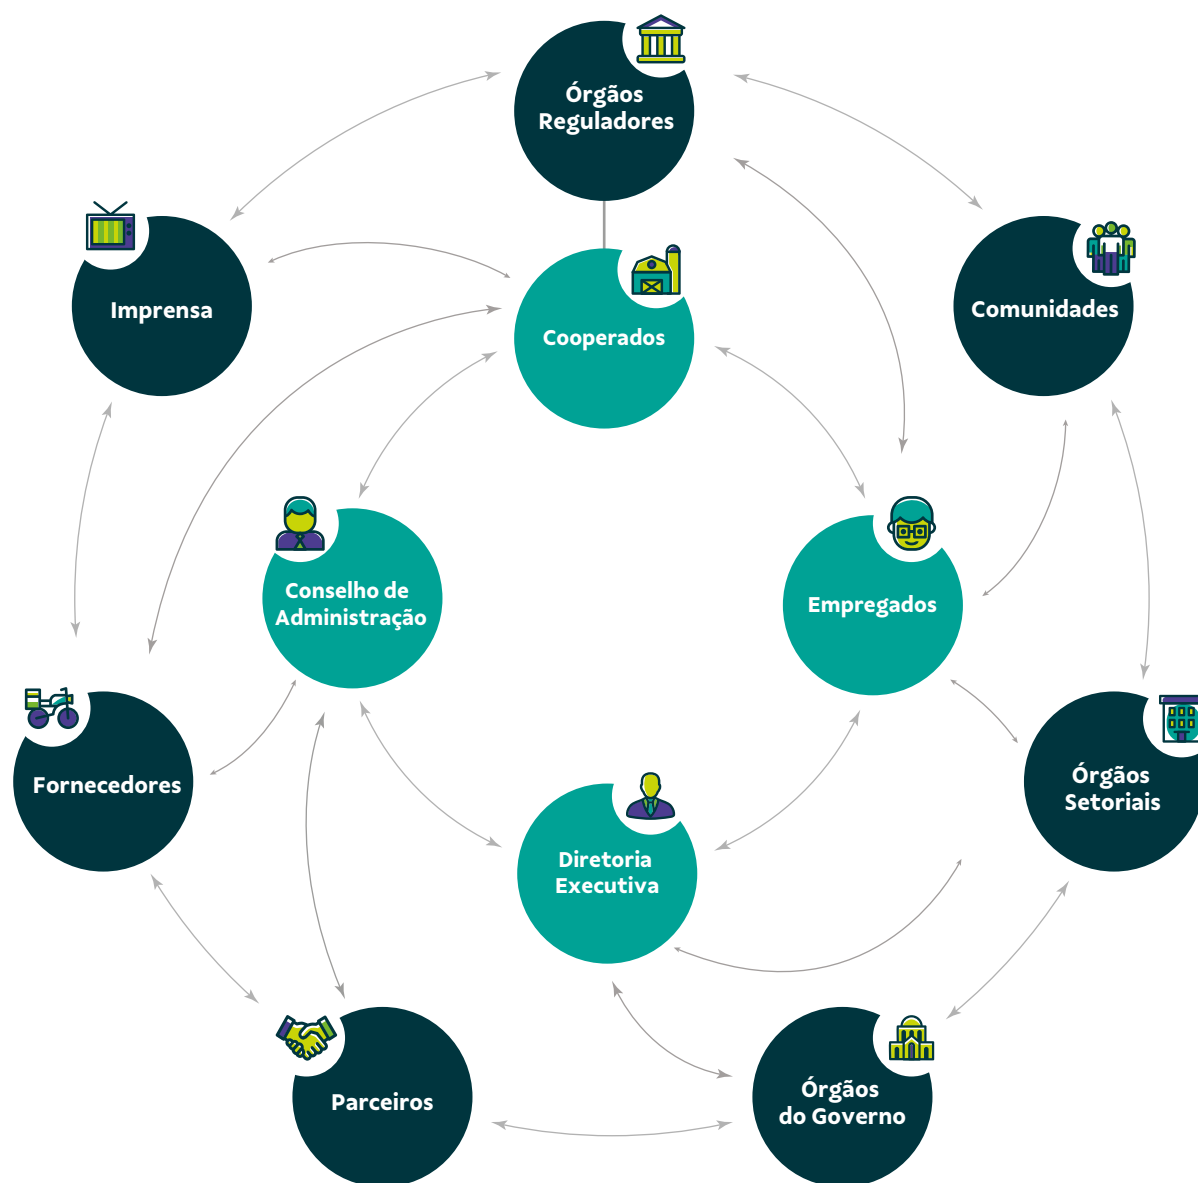 Órgãos
Reguladores
Imprensa
Comunidades
Cooperados
Conselho de
Administração
Empregados
Fornecedores
Órgãos
Setoriais
Diretoria
Executiva
Parceiros
Órgãos
do Governo